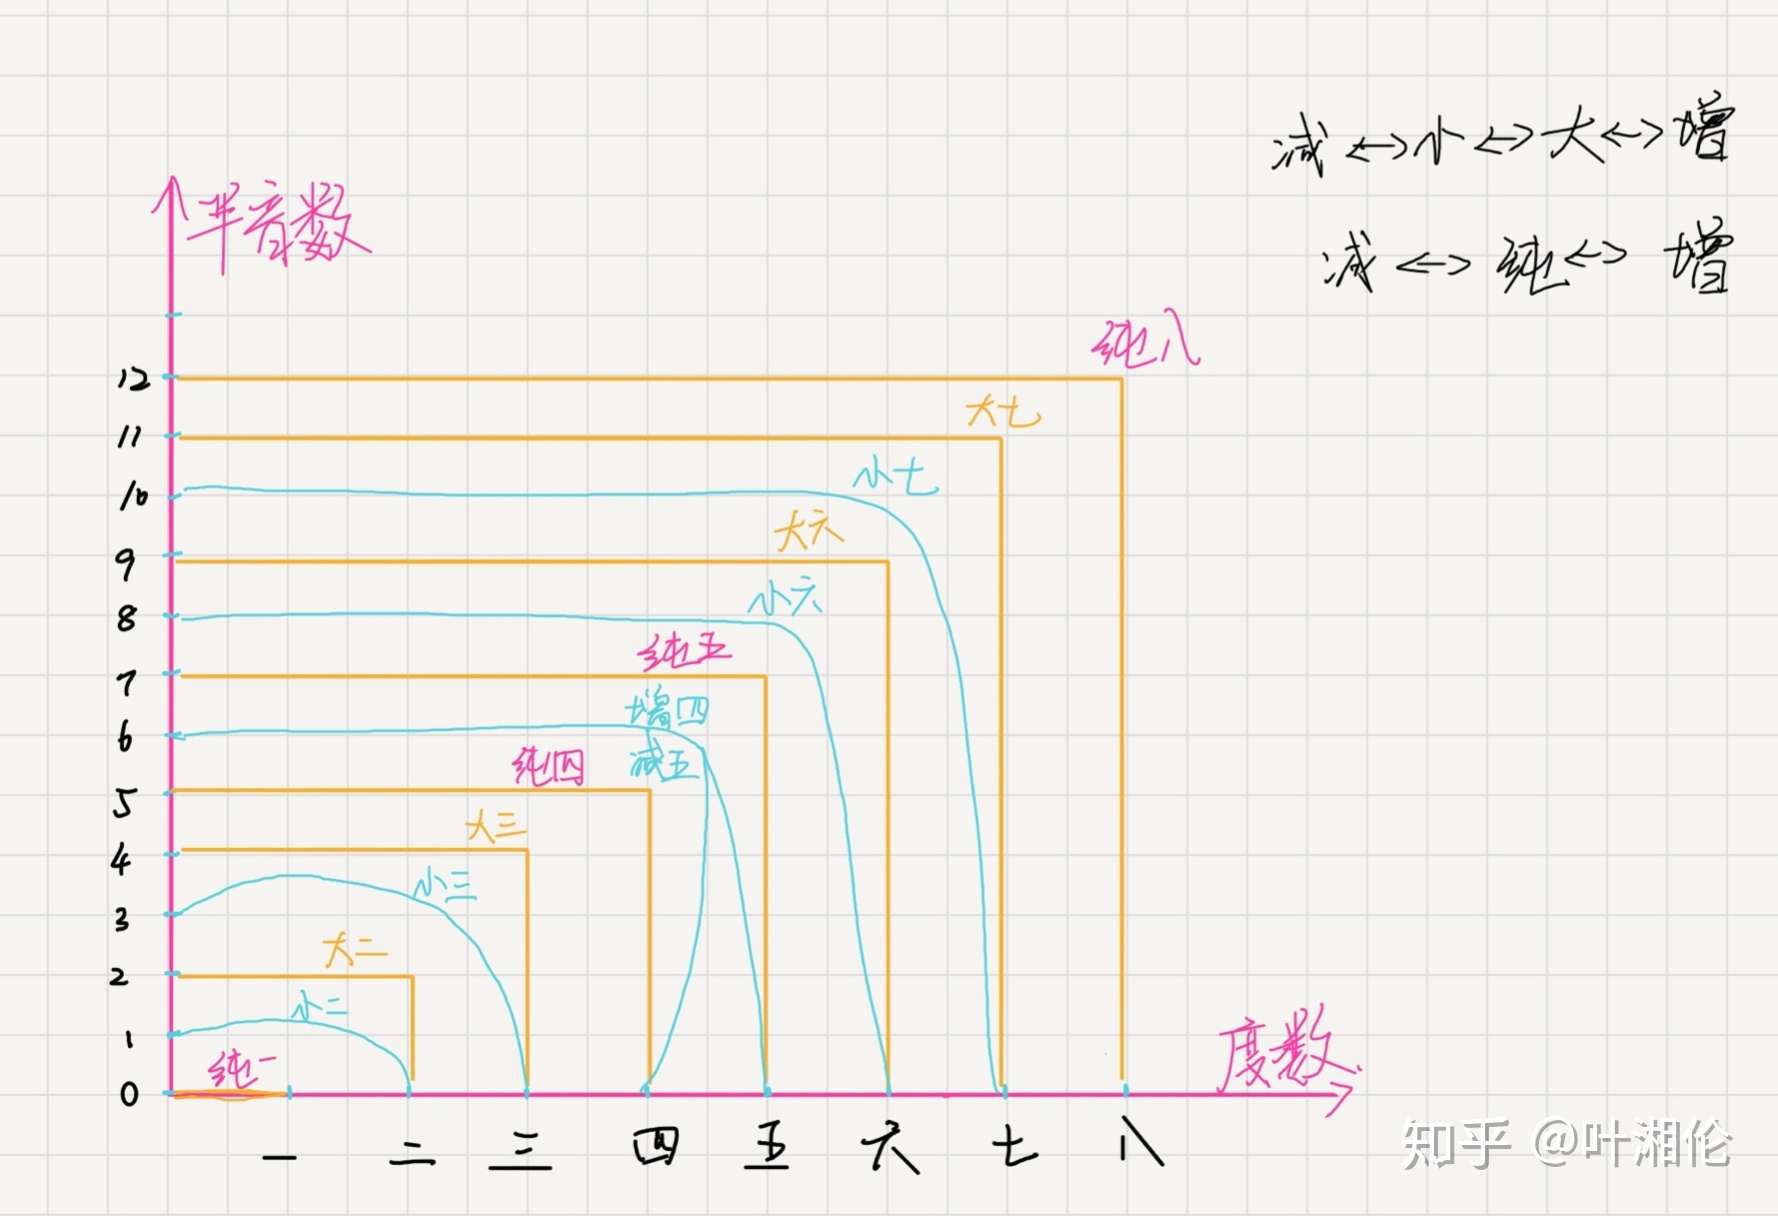 减 ↔ 小 ↔ 大 ↔ 增
半音数
减 ↔ 纯 ↔ 增
纯八
12
大七
11
小七
10
大六
9
小六
8
纯五
7
增四
6
纯四 减五
5
大三
4
小三
3
大二
2
小二
1
纯一
度数
0
一 二 三 四 五 六 七 八
知乎 @叶湘伦